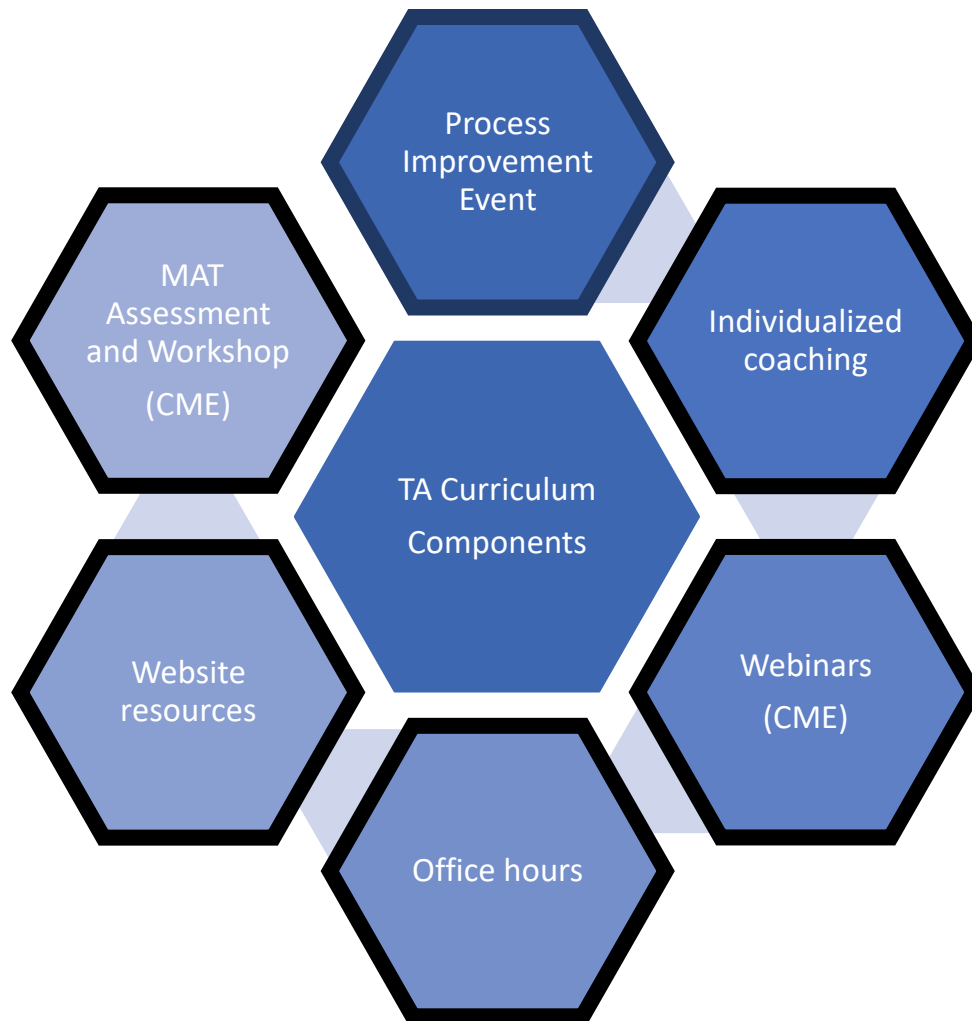 Process
Improvement
Event
Individualized
coaching
Webinars
(CME)
Office hours
Website
resources
MAT
Assessment
and Workshop
(CME)
TA Curriculum
Components